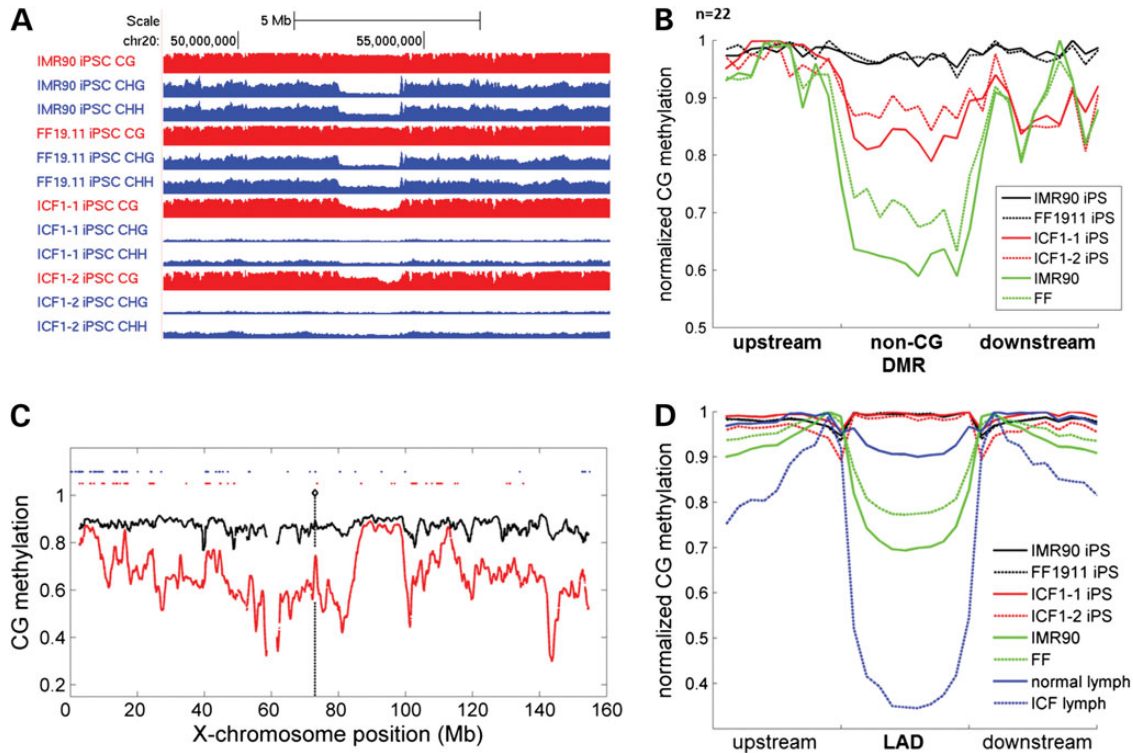 A
Scale
5 Mb
chr20:
50,000,000
55,000,000
IMR90 iPSC CG
IMR90 iPSC CHG
IMR90 iPSC CHH
FF19.11 iPSC CG
FF19.11 iPSC CHG
FF19.11 iPSC CHH
ICF1-1 iPSC CG
ICF1-1 iPSC CHG
ICF1-1 iPSC CHH
ICF1-2 iPSC CG
ICF1-2 iPSC CHG
ICF1-2 iPSC CHH
B
n=22
normalized CG methylation
1
0.9
0.8
0.7
0.6
0.5
IMR90 iPS
FF1911 iPS
ICF1-1 iPS
ICF1-2 iPS
IMR90
FF
upstream
non-CG
DMR
downstream
C
CG methylation
1
0.8
0.6
0.4
0.2
0 20 40 60 80 100 120 140 160
X-chromosome position (Mb)
D
normalized CG methylation
1
0.9
0.8
0.7
0.6
0.5
0.4
IMR90 iPS
FF1911 iPS
ICF1-1 iPS
ICF1-2 iPS
IMR90
FF
normal lymph
ICF lymph
upstream
LAD
downstream